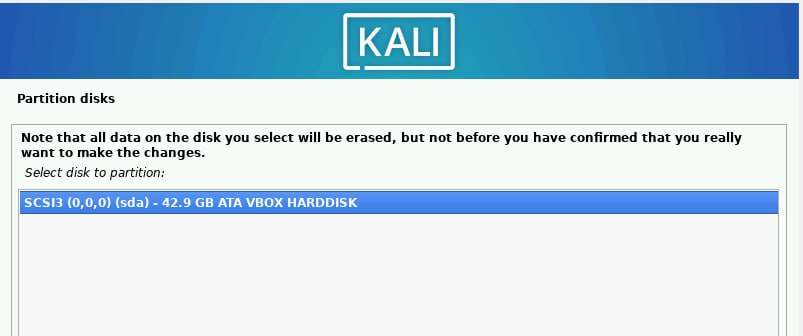 KALI
Partition disks
Note that all data on the disk you select will be erased, but not before you have confirmed that you really
want to make the changes.
Select disk to partition:
SCSI3 (0,0,0) (sda) - 42.9 GB ATA VBOX HARDDISK